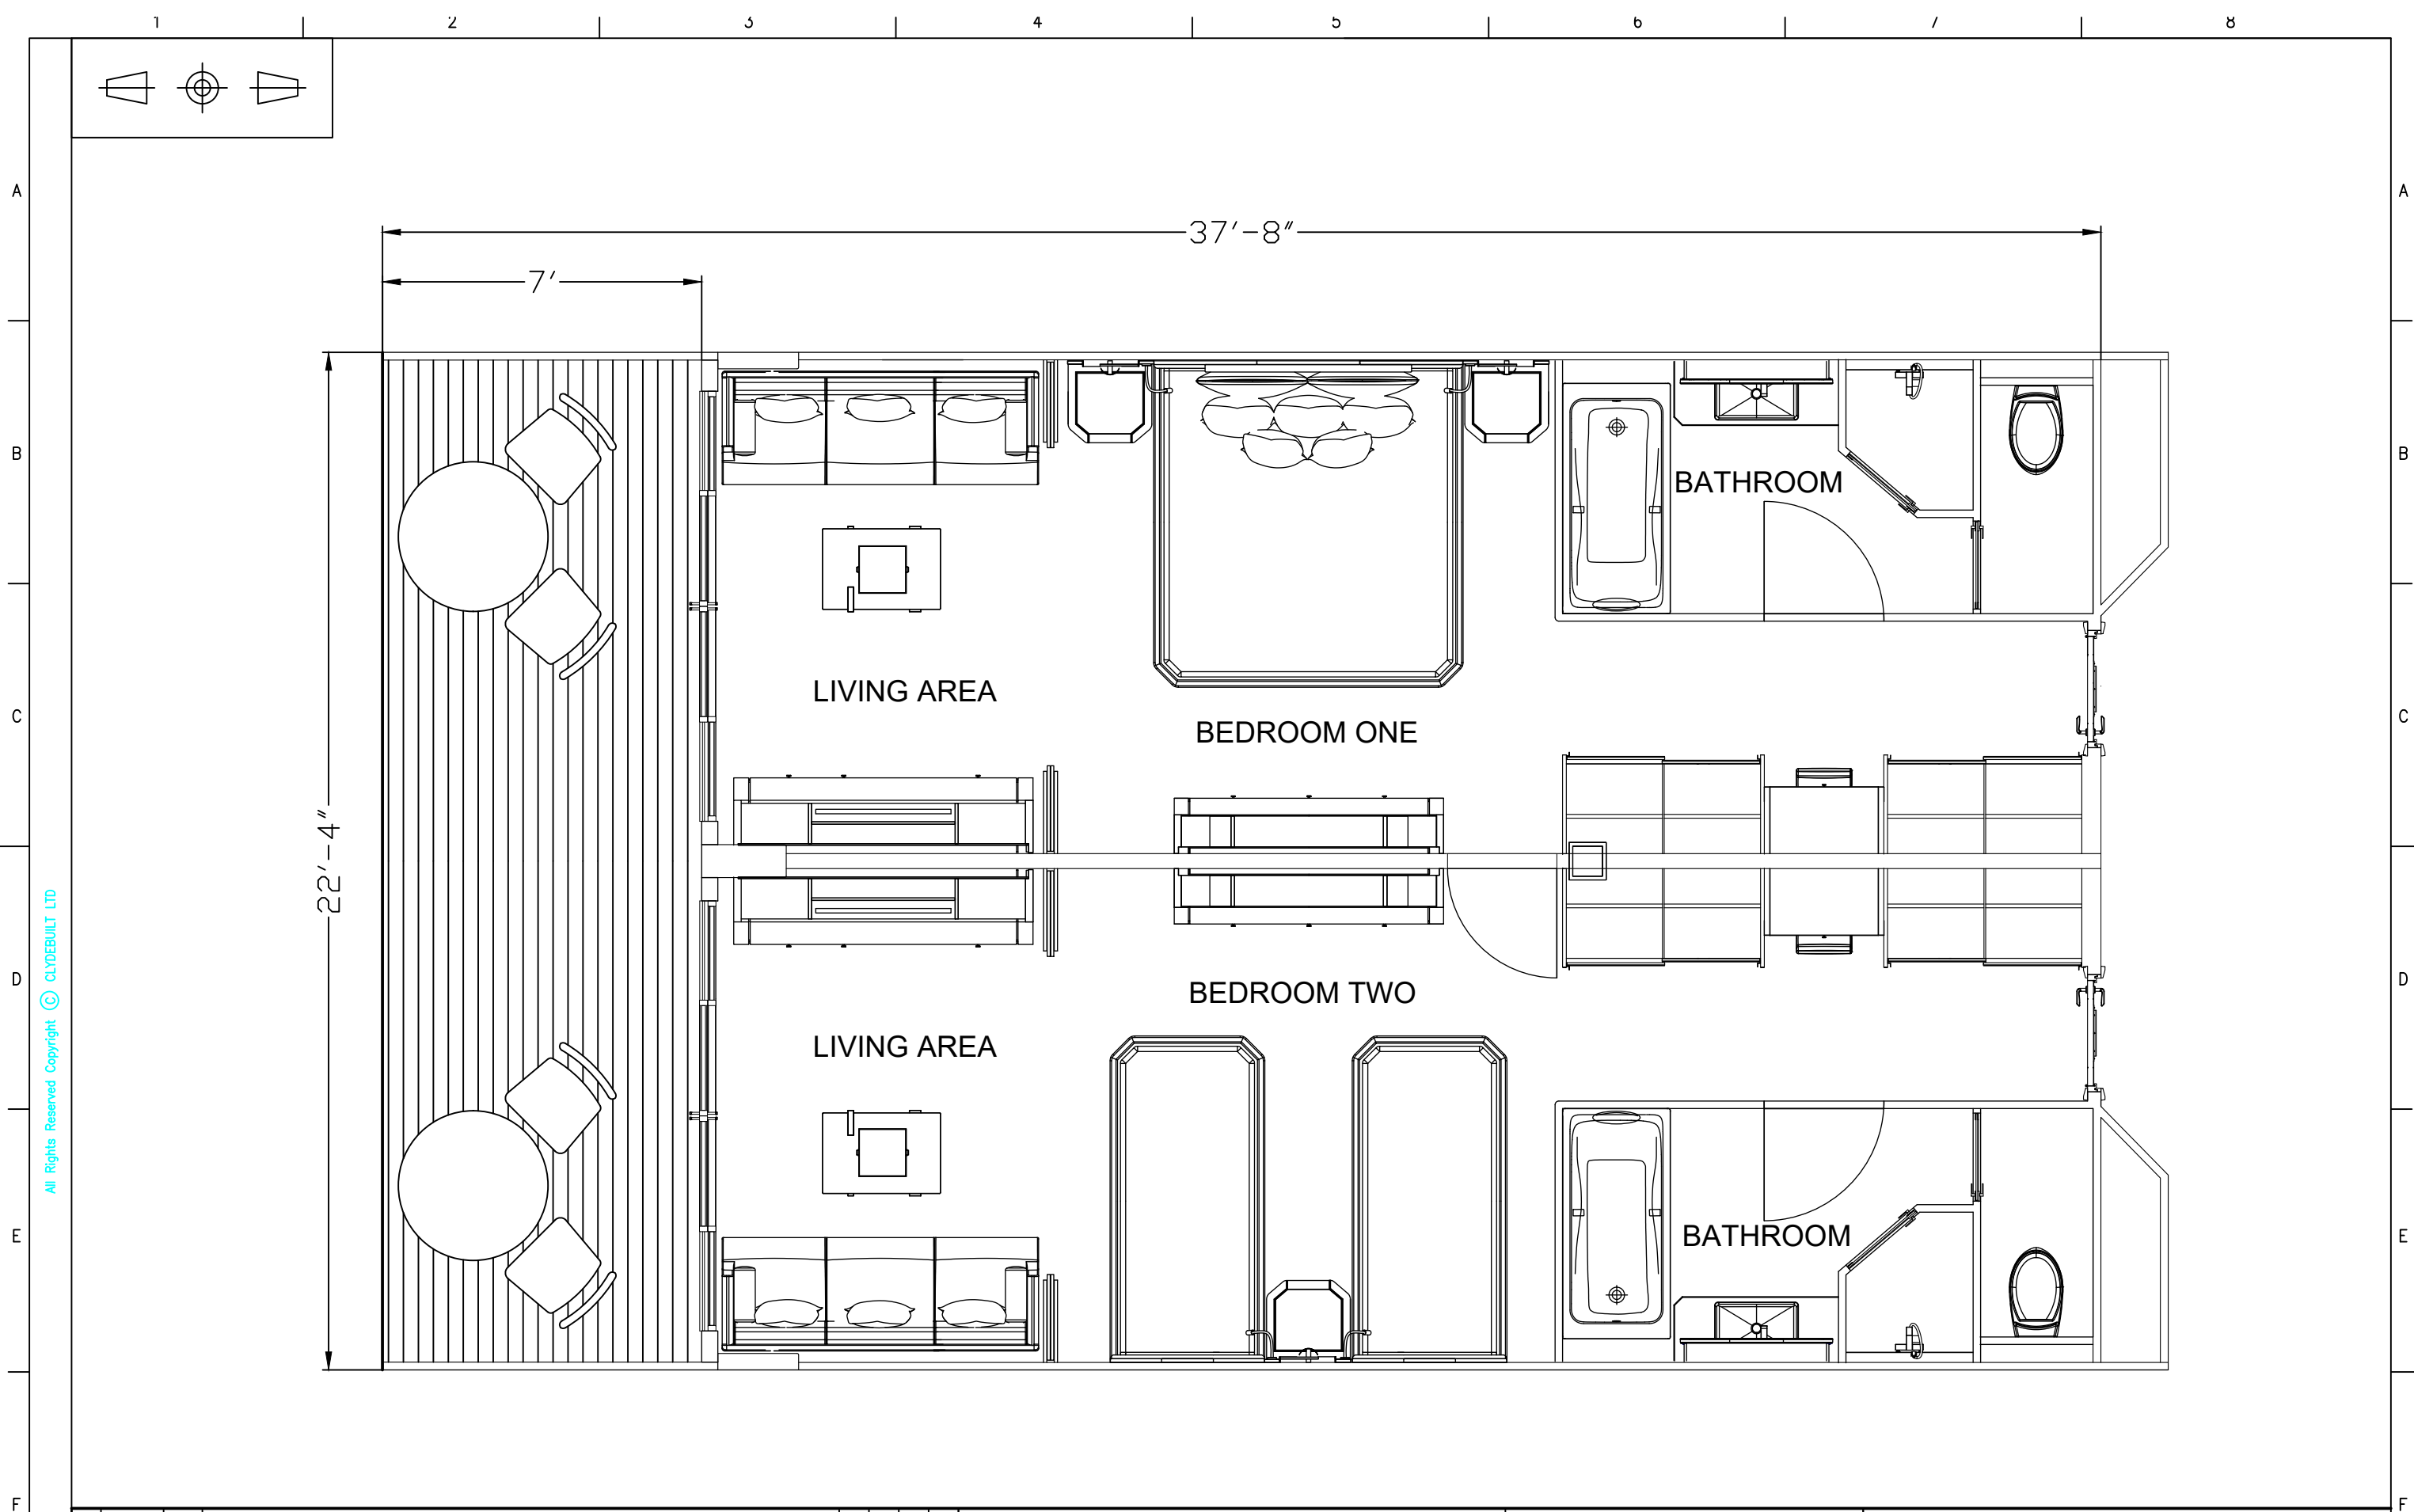 1 2 3 4 5 6 7 8
A A
37'-8"
7'
B B
BATHROOM
LIVING AREA
C C
BEDROOM ONE
22'-4"
All Rights Reserved Copyright © CLYDEBUILT LTD
D D
BEDROOM TWO
LIVING AREA
E E
BATHROOM
F F